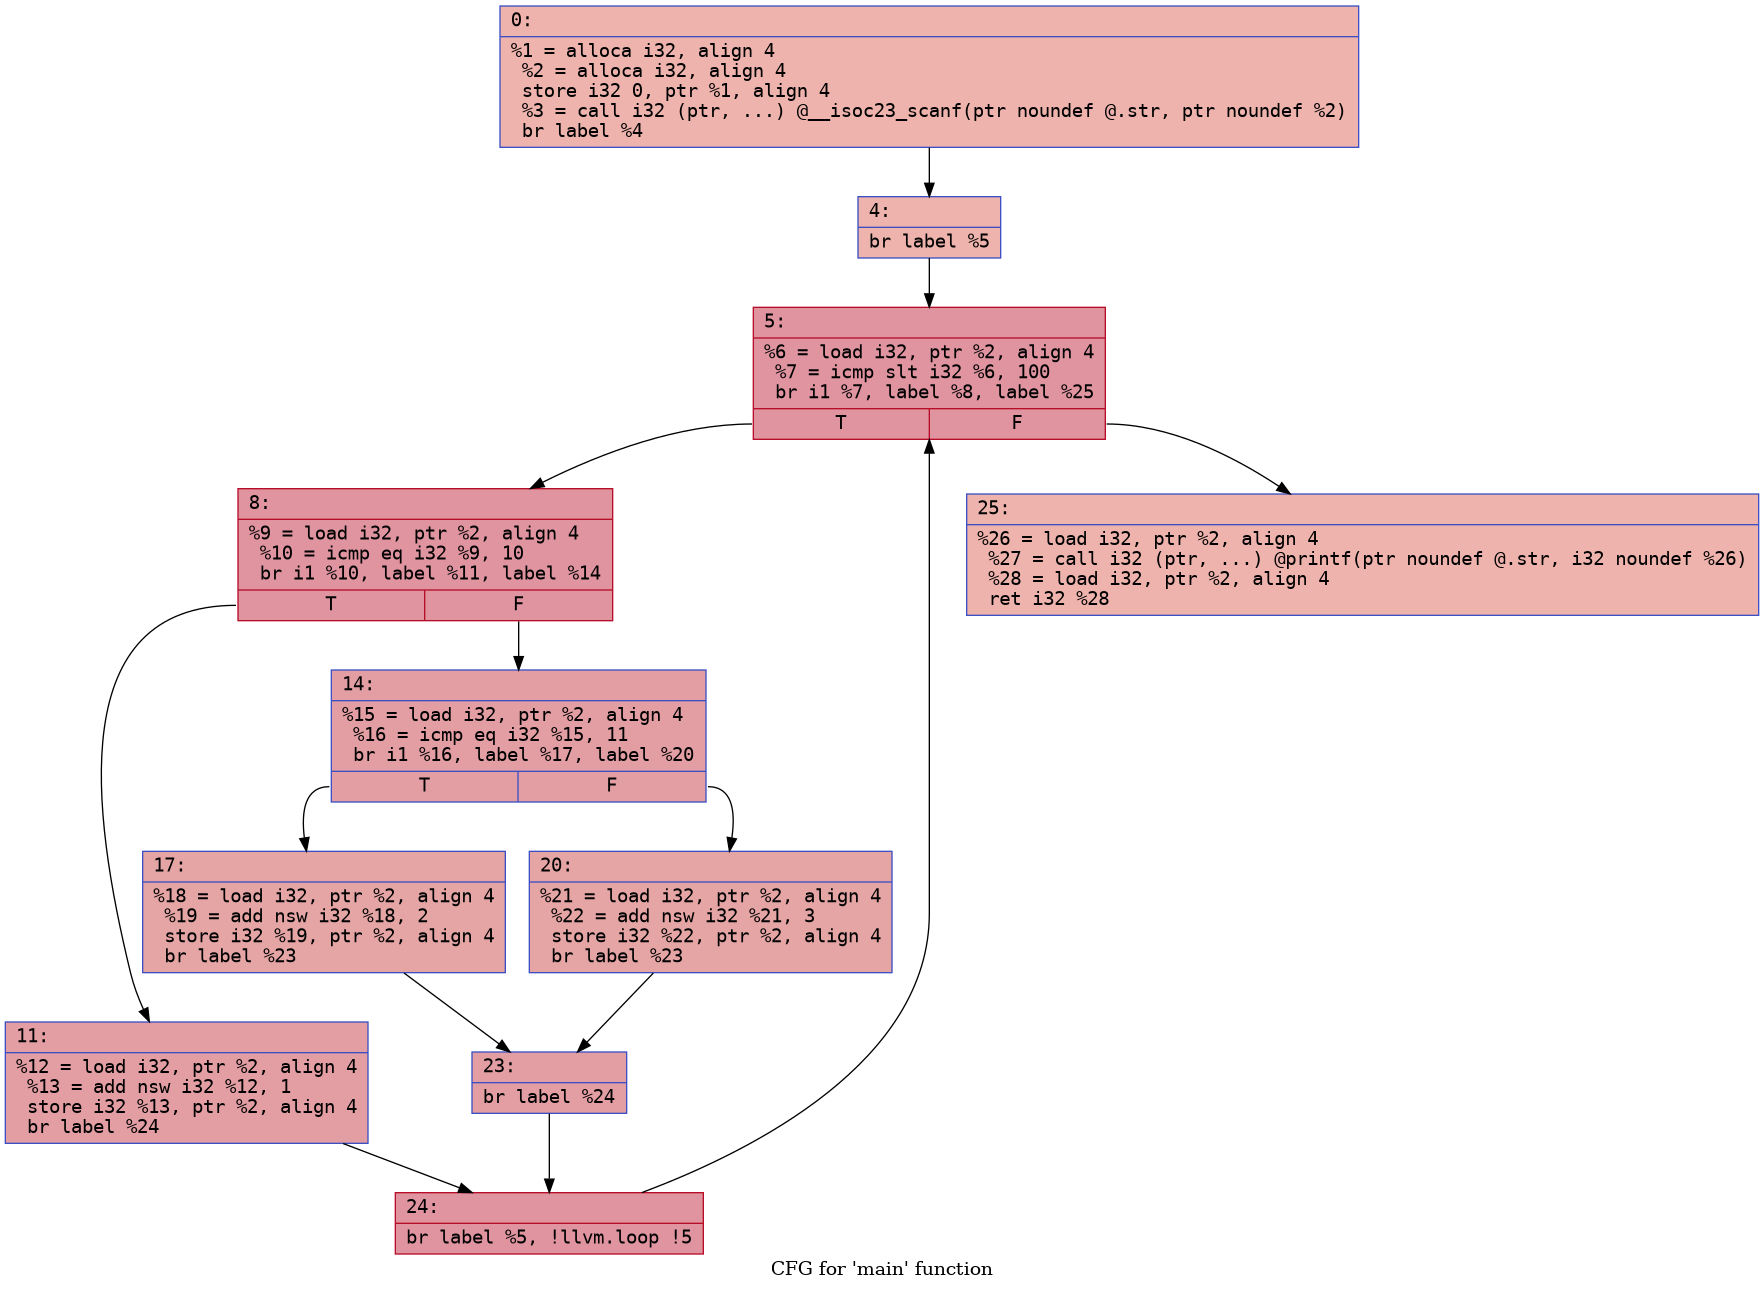 0:
%1 = alloca i32, align 4
%2 = alloca i32, align 4
store i32 0, ptr %1, align 4
%3 = call i32 (ptr, ...) @__isoc23_scanf(ptr noundef @.str, ptr noundef %2)
br label %4
4:
br label %5
5:
%6 = load i32, ptr %2, align 4
%7 = icmp slt i32 %6, 100
br i1 %7, label %8, label %25
T F
8:
%9 = load i32, ptr %2, align 4
%10 = icmp eq i32 %9, 10
br i1 %10, label %11, label %14
T F
25:
%26 = load i32, ptr %2, align 4
%27 = call i32 (ptr, ...) @printf(ptr noundef @.str, i32 noundef %26)
%28 = load i32, ptr %2, align 4
ret i32 %28
14:
%15 = load i32, ptr %2, align 4
%16 = icmp eq i32 %15, 11
br i1 %16, label %17, label %20
T F
17:
%18 = load i32, ptr %2, align 4
%19 = add nsw i32 %18, 2
store i32 %19, ptr %2, align 4
br label %23
20:
%21 = load i32, ptr %2, align 4
%22 = add nsw i32 %21, 3
store i32 %22, ptr %2, align 4
br label %23
11:
%12 = load i32, ptr %2, align 4
%13 = add nsw i32 %12, 1
store i32 %13, ptr %2, align 4
br label %24
23:
br label %24
24:
br label %5, !llvm.loop !5
CFG for 'main' function